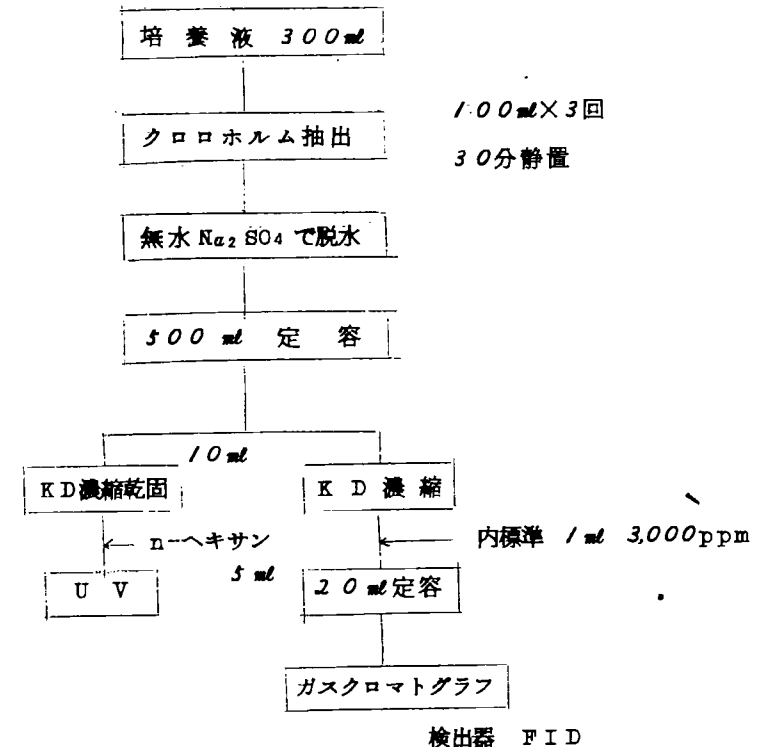 培養液 300ml
100ml×3回
クロロホルム抽出
30分静置
無水Na2SO4で脱水
500ml 定容
10ml
KD濃縮乾固
KD濃縮
n-ヘキサン
内標準 1ml 3,000ppm
5ml
UV
20ml定容
ガスクロマトグラフ
検出器 FID